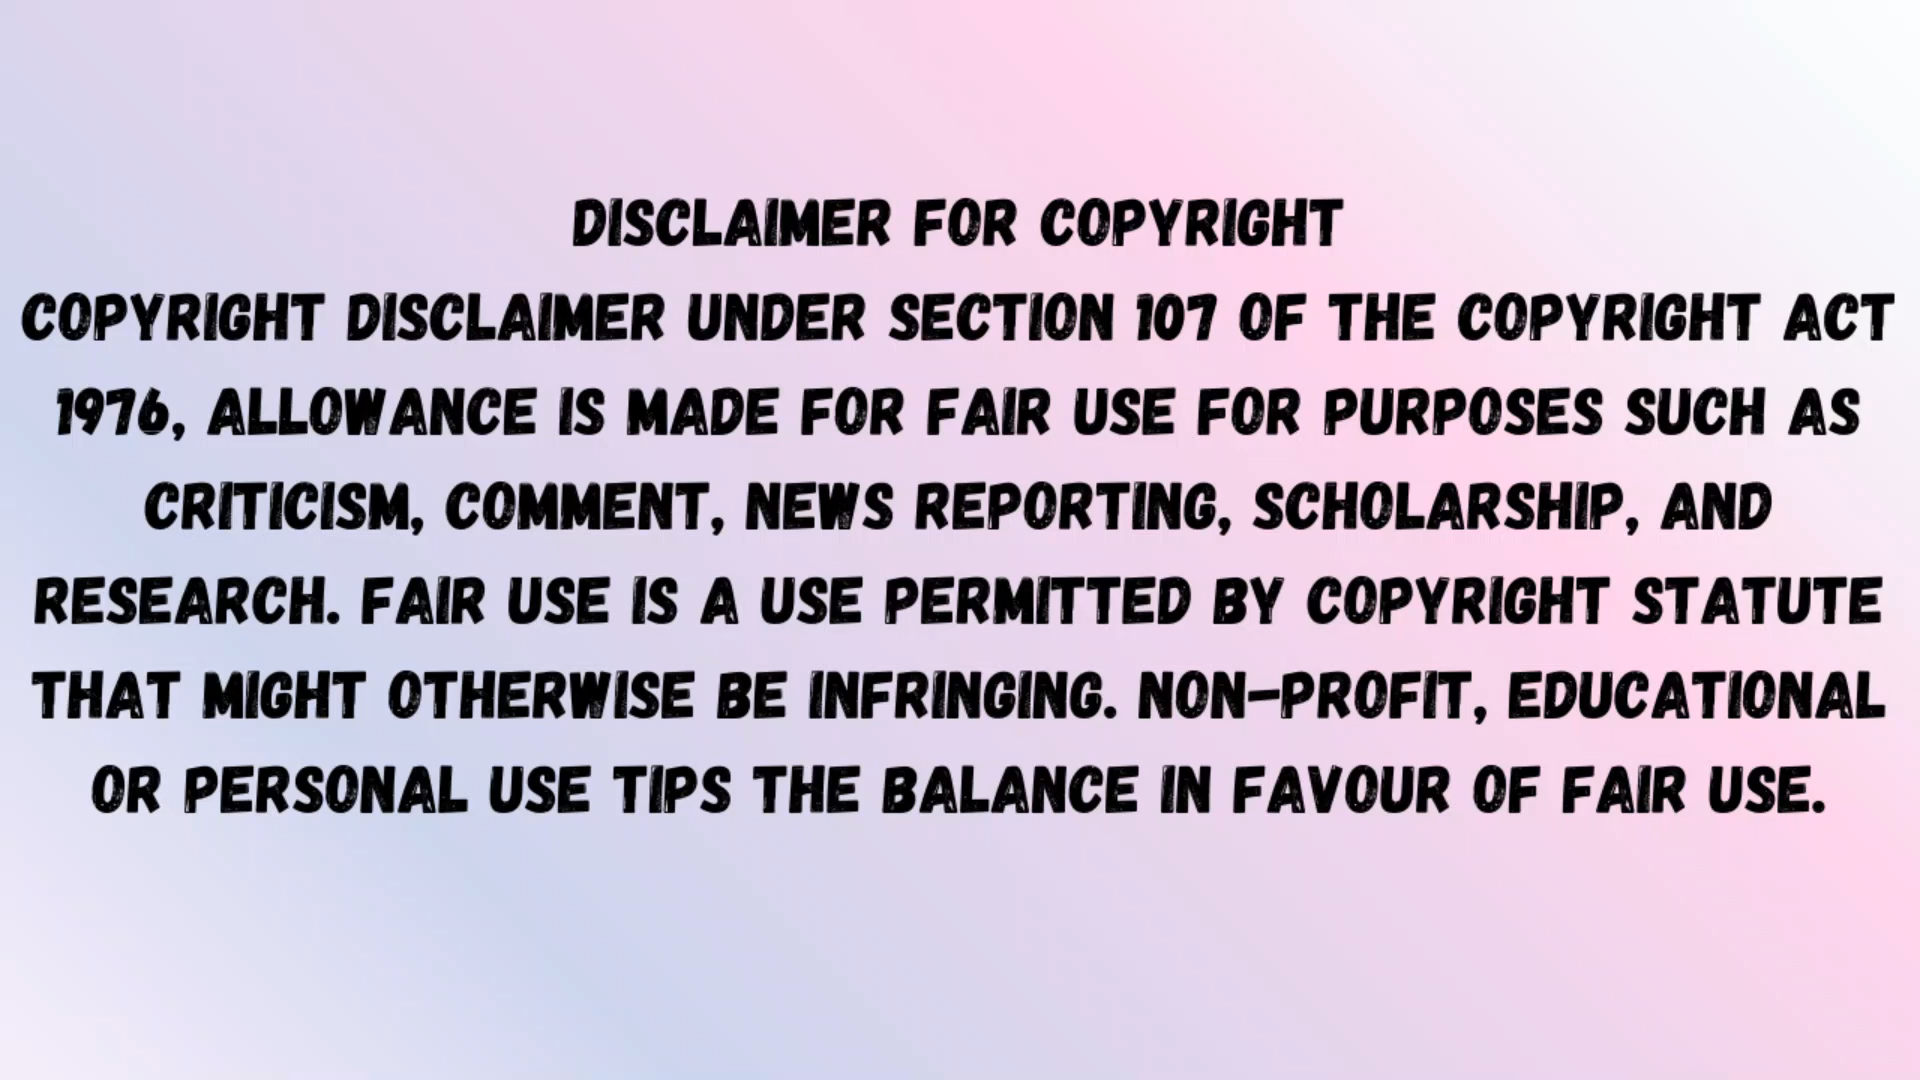 DISCLAIMER FOR COPYRIGHT
COPYRIGHT DISCLAIMER UNDER SECTION 107 OF THE COPYRIGHT ACT
1976, ALLOWANCE IS MADE FOR FAIR USE FOR PURPOSES SUCH AS
CRITICISM, COMMENT, NEWS REPORTING, SCHOLARSHIP, AND
RESEARCH. FAIR USE IS A USE PERMITTED BY COPYRIGHT STATUTE
THAT MIGHT OTHERWISE BE INFRINGING. NON-PROFIT, EDUCATIONAL
OR PERSONAL USE TIPS THE BALANCE IN FAVOUR OF FAIR USE.